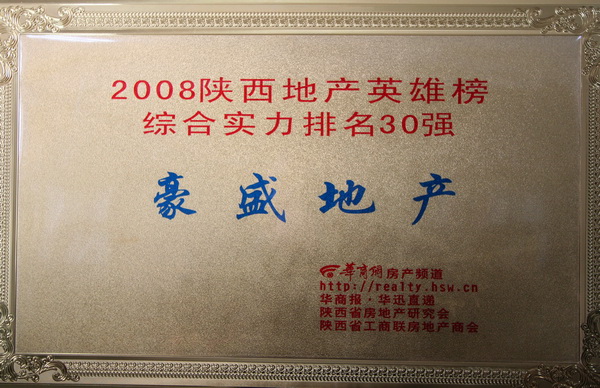 2008陕西地产英雄榜
综合实力排名30强
豪盛地产
华商网 房产频道
http://realty.hsw.cn
华商报·华迅直通
陕西省房地产研究会
陕西省工商联房地产商会